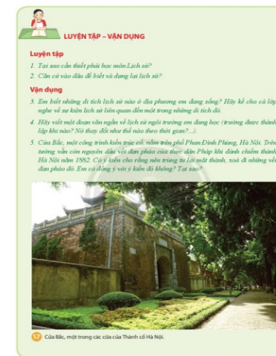 LUYỆN TẬP – VẬN DỤNG
Luyện tập
1. Tại sao cần thiết phải học môn Lịch sử?
2. Căn cứ vào đâu để biết và dựng lại lịch sử?
Vận dụng
3. Em biết những di tích lịch sử nào ở địa phương em đang sống? Hãy kể cho cả lớp
nghe về sự kiện lịch sử liên quan đến một trong những di tích đó.
4. Hãy viết một đoạn văn ngắn về lịch sử ngôi trường em đang học (trường được thành
lập khi nào? Nó thay đổi như thế nào theo thời gian?...).
5. Cửa Bắc, một công trình kiến trúc cổ, nằm trên phố Phan Đình Phùng, Hà Nội. Trên
tường vẫn còn nguyên dấu vết đạn pháo của thực dân Pháp khi đánh chiếm thành
Hà Nội năm 1882. Có ý kiến cho rằng nên trùng tu lại mặt thành, xoá đi những vết
đạn pháo đó. Em có đồng ý với ý kiến đó không? Tại sao?
Cửa Bắc, một trong các cửa của Thành cổ Hà Nội.